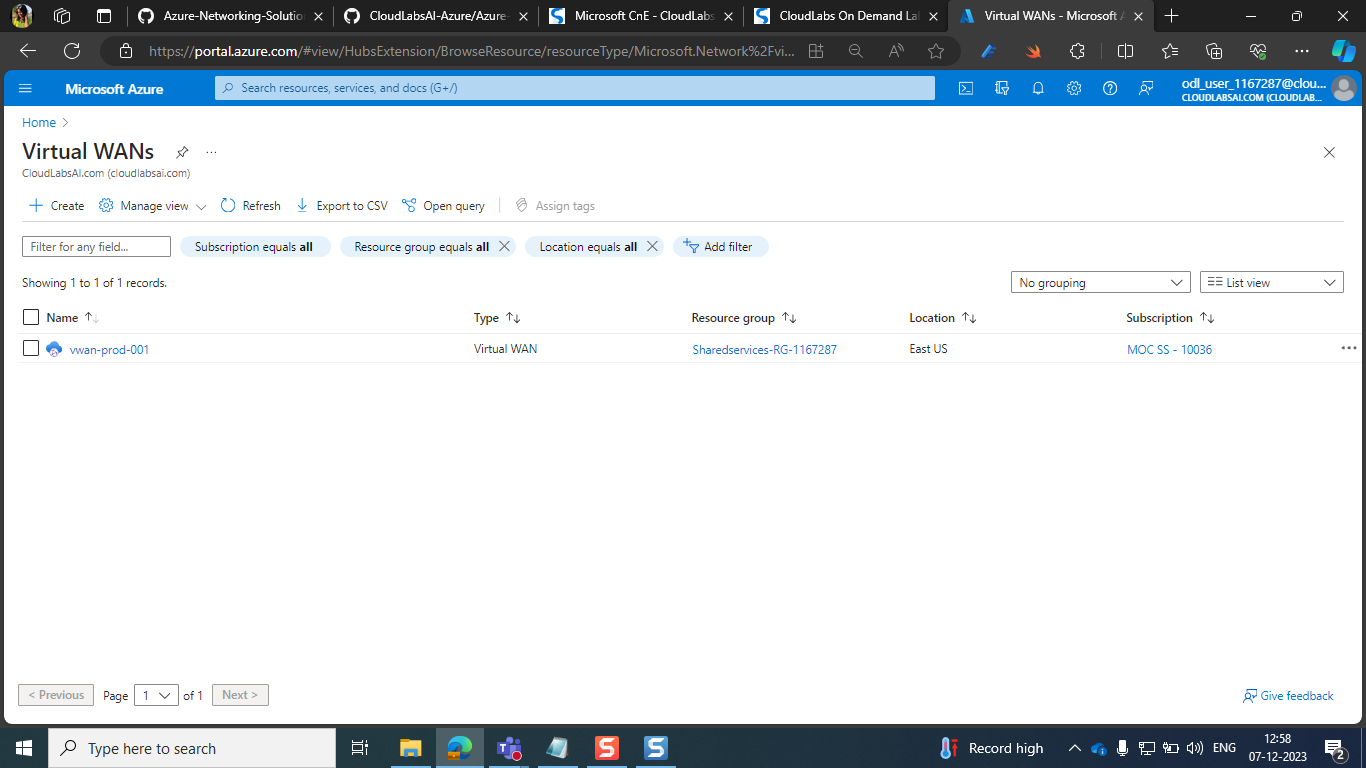 Azure-Networking-Solution
CloudLabsAI-Azure/Azure-
Microsoft CnE - CloudLabs
CloudLabs On Demand La
Virtual WANs - Microsoft A
https://portal.azure.com/#view/HubsExtension/BrowseResource/resourceType/Microsoft.Network%2Fvi...
Microsoft Azure
Search resources, services, and docs (G+/)
odl_user_1167287@clou...
CLOUDLABSAI.COM (CLOUDLAB...
Home
Virtual WANs
...
CloudLabsAI.com (cloudlabsai.com)
Create
Manage view
Refresh
Export to CSV
Open query
Assign tags
Filter for any field...
Subscription equals all
Resource group equals all
Location equals all
Add filter
Showing 1 to 1 of 1 records.
No grouping
List view
Name
Type
Resource group
Location
Subscription
vwan-prod-001
Virtual WAN
Sharedservices-RG-1167287
East US
MOC SS - 10036
< Previous
Page 1 of 1
Next >
Give feedback
Type here to search
Record high
ENG
12:58
07-12-2023
2